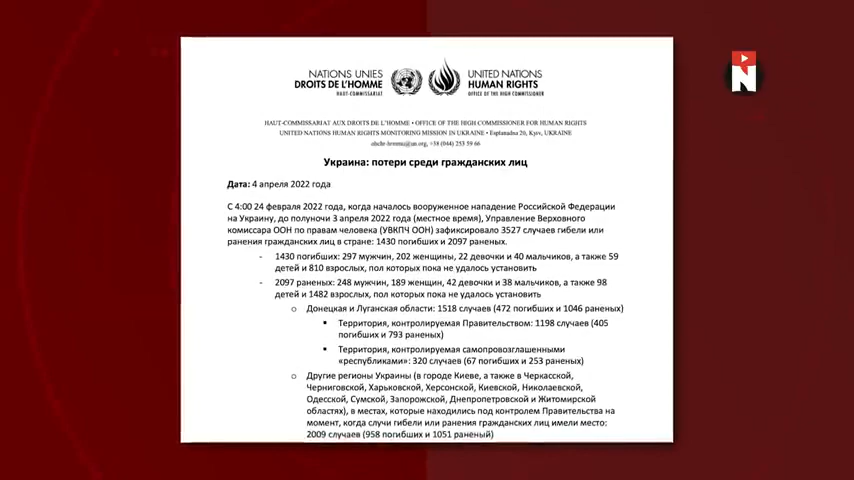 NATIONS UNIES
DROITS DE L'HOMME
HAUT-COMMISSARIAT
UNITED NATIONS
HUMAN RIGHTS
OFFICE OF THE HIGH COMMISSIONER
N
HAUT-COMMISSARIAT AUX DROITS DE L'HOMME • OFFICE OF THE HIGH COMMISSIONER FOR HUMAN RIGHTS
UNITED NATIONS HUMAN RIGHTS MONITORING MISSION IN UKRAINE • Esplanadna 20, Kyiv, UKRAINE
+38 (044) 253 59 66
Украина: потери среди гражданских лиц
Дата: 4 апреля 2022 года
С 4:00 24 февраля 2022 года, когда началось вооруженное нападение Российской Федерации
на Украину, до полуночи 3 апреля 2022 года (местное время), Управление Верховного
комиссара ООН по правам человека (УВКПЧ ООН) зафиксировало 3527 случаев гибели или
ранения гражданских лиц в стране: 1430 погибших и 2097 раненых.
- 1430 погибших: 297 мужчин, 202 женщины, 22 девочки и 40 мальчиков, а также 59
детей и 810 взрослых, пол которых пока не удалось установить
- 2097 раненых: 248 мужчин, 189 женщин, 42 девочки и 38 мальчиков, а также 98
детей и 1482 взрослых, пол которых пока не удалось установить
o Донецкая и Луганская области: 1518 случаев (472 погибших и 1046 раненых)
▪ Территория, контролируемая Правительством: 1198 случаев (405
погибших и 793 раненых)
▪ Территория, контролируемая самопровозглашенными
«республиками»: 320 случаев (67 погибших и 253 раненых)
o Другие регионы Украины (в городе Киеве, а также в Черкасской,
Черниговской, Харьковской, Херсонской, Киевской, Николаевской,
Одесской, Сумской, Запорожской, Днепропетровской и Житомирской
областях), в местах, которые находились под контролем Правительства на
момент, когда случи гибели или ранения гражданских лиц имели место:
2009 случаев (958 погибших и 1051 раненый)